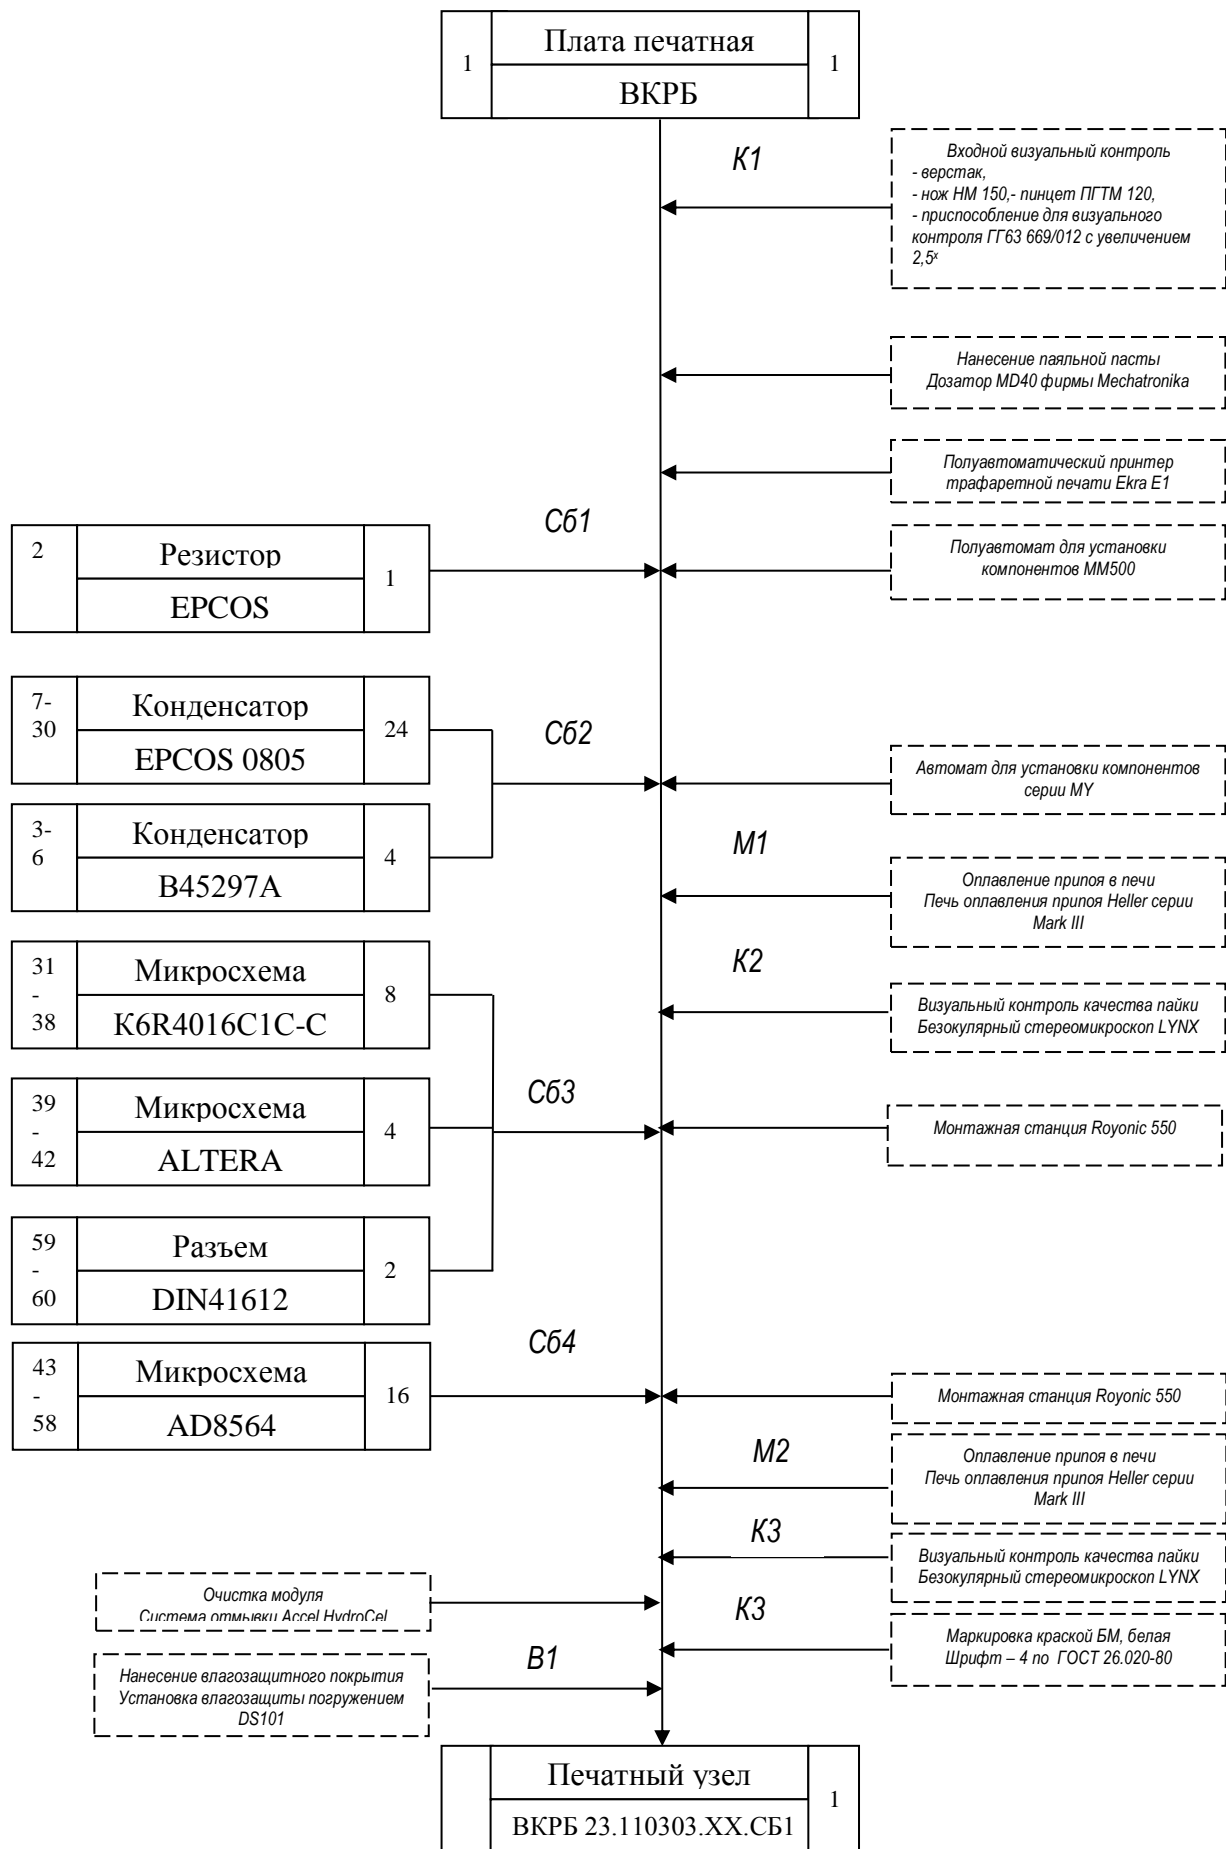 1
Плата печатная
ВКРБ
1
К1
Входной визуальный контроль
- верстак,
- нож НМ 150,- пинцет ПГТМ 120,
- приспособление для визуального
контроля ГГ63 669/012 с увеличением
2,5х
Нанесение паяльной пасты
Дозатор MD40 фирмы Mechatronika
Полуавтоматический принтер
трафаретной печати Ekra E1
Сб1
2
Резистор
EPCOS
1
Полуавтомат для установки
компонентов ММ500
7-
30
Конденсатор
EPCOS 0805
24
Сб2
3-
6
Конденсатор
B45297A
4
Автомат для установки компонентов
серии MY
М1
Оплавление припоя в печи
Печь оплавления припоя Heller серии
Mark III
К2
31
-
38
Микросхема
K6R4016C1C-C
8
Визуальный контроль качества пайки
Безокулярный стереомикроскоп LYNX
39
-
42
Микросхема
ALTERA
4
Сб3
Монтажная станция Royonic 550
59
-
60
Разъем
DIN41612
2
43
-
58
Микросхема
AD8564
16
Сб4
Монтажная станция Royonic 550
М2
Оплавление припоя в печи
Печь оплавления припоя Heller серии
Mark III
К3
Визуальный контроль качества пайки
Безокулярный стереомикроскоп LYNX
Очистка модуля
Система отмывки Accel HydroCel
К3
Маркировка краской БМ, белая
Шрифт – 4 по ГОСТ 26.020-80
В1
Нанесение влагозащитного покрытия
Установка влагозащиты погружением
DS101
Печатный узел
ВКРБ 23.110303.ХХ.СБ1
1